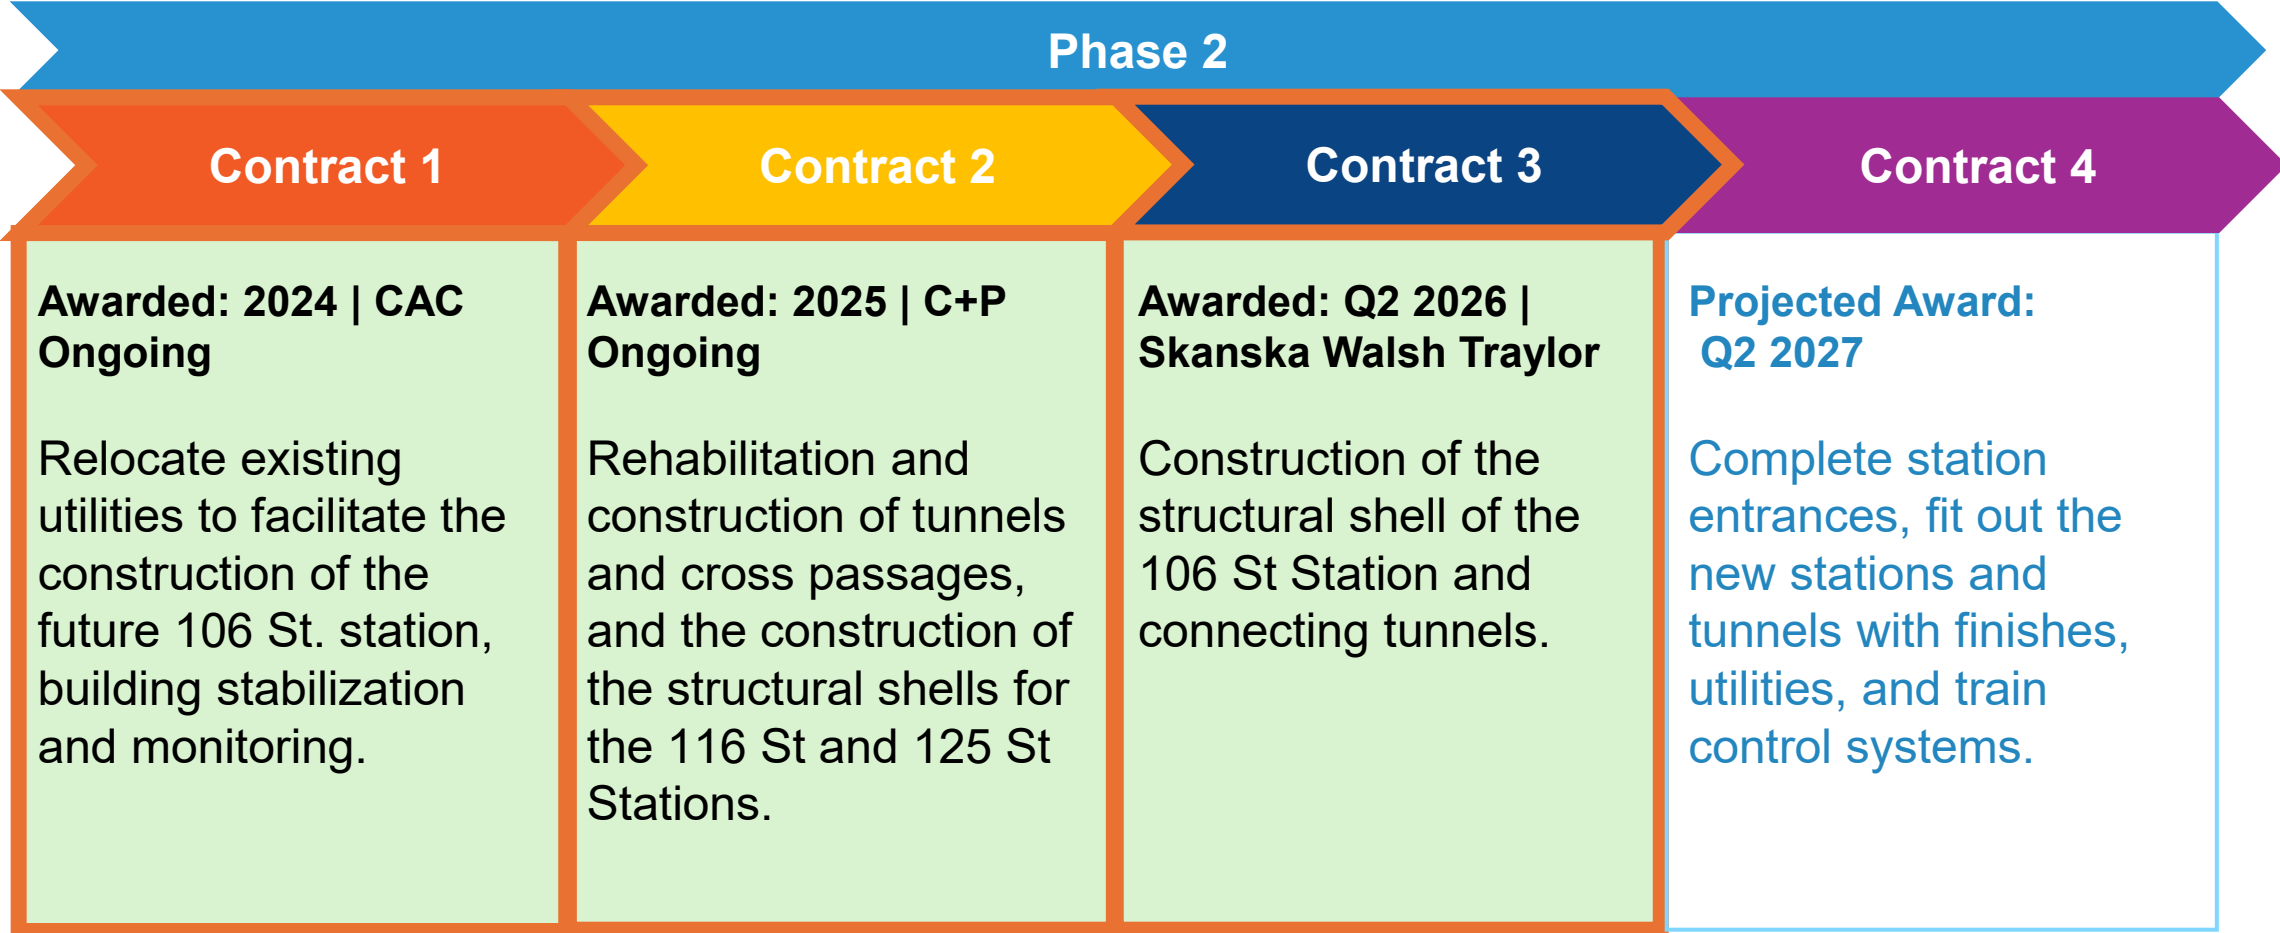 Phase 2
Contract 1
Contract 2
Contract 3
Contract 4
Awarded: 2024 | CAC
Ongoing
Relocate existing
utilities to facilitate the
construction of the
future 106 St. station,
building stabilization
and monitoring.
Awarded: 2025 | C+P
Ongoing
Rehabilitation and
construction of tunnels
and cross passages,
and the construction of
the structural shells for
the 116 St and 125 St
Stations.
Awarded: Q2 2026 |
Skanska Walsh Traylor
Construction of the
structural shell of the
106 St Station and
connecting tunnels.
Projected Award:
Q2 2027
Complete station
entrances, fit out the
new stations and
tunnels with finishes,
utilities, and train
control systems.